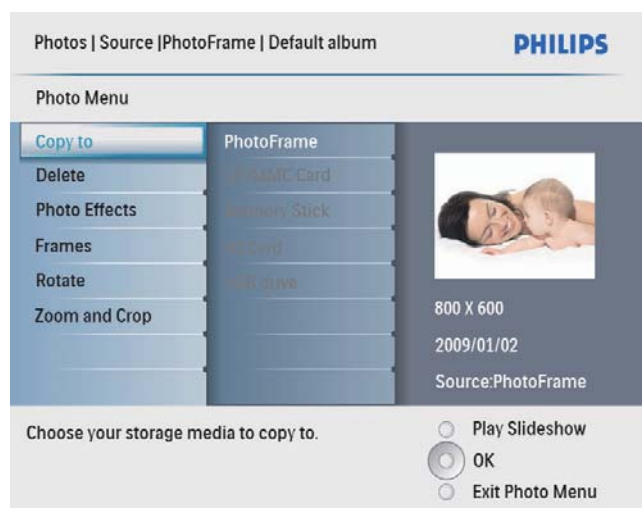 Photos | Source |PhotoFrame | Default album
PHILIPS
Photo Menu
Copy to
Delete
Photo Effects
Frames
Rotate
Zoom and Crop
PhotoFrame
Card
Memory Stick
Card
drive
800 X 600
2009/01/02
Source:PhotoFrame
Choose your storage media to copy to.
Play Slideshow
OK
Exit Photo Menu